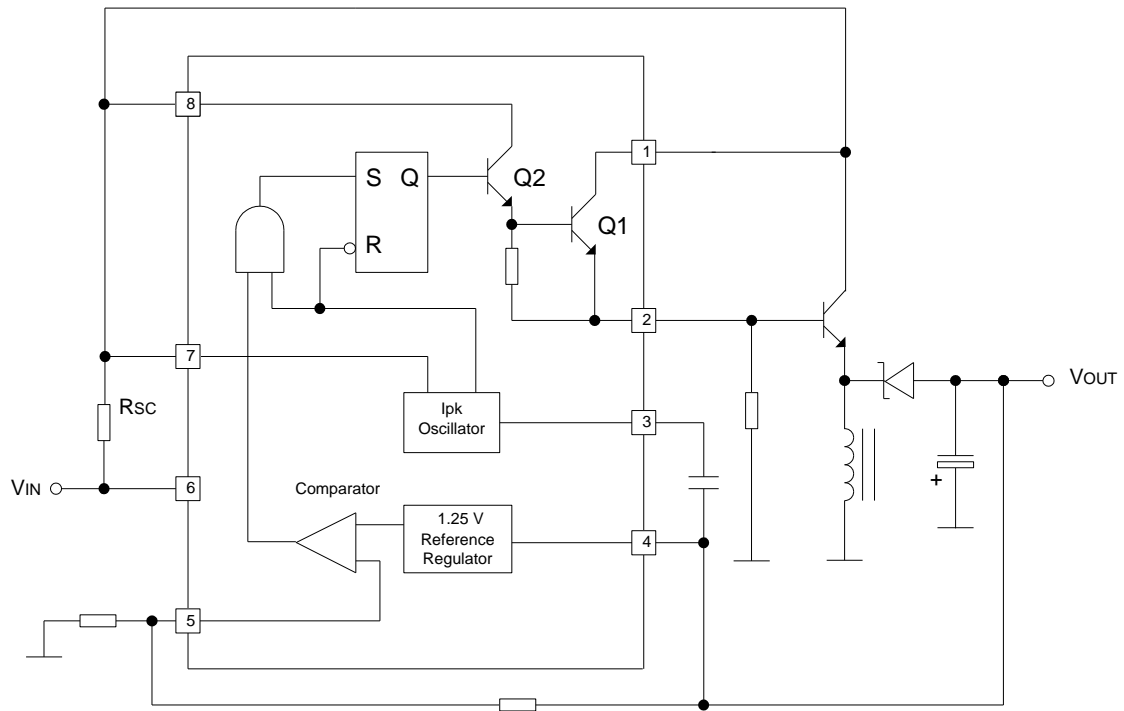 8
1
S Q
Q2
Q1
R
2
7
RSC
Ipk
Oscillator
3
VOUT
VIN
6
Comparator
1.25 V
Reference
Regulator
4
+
5